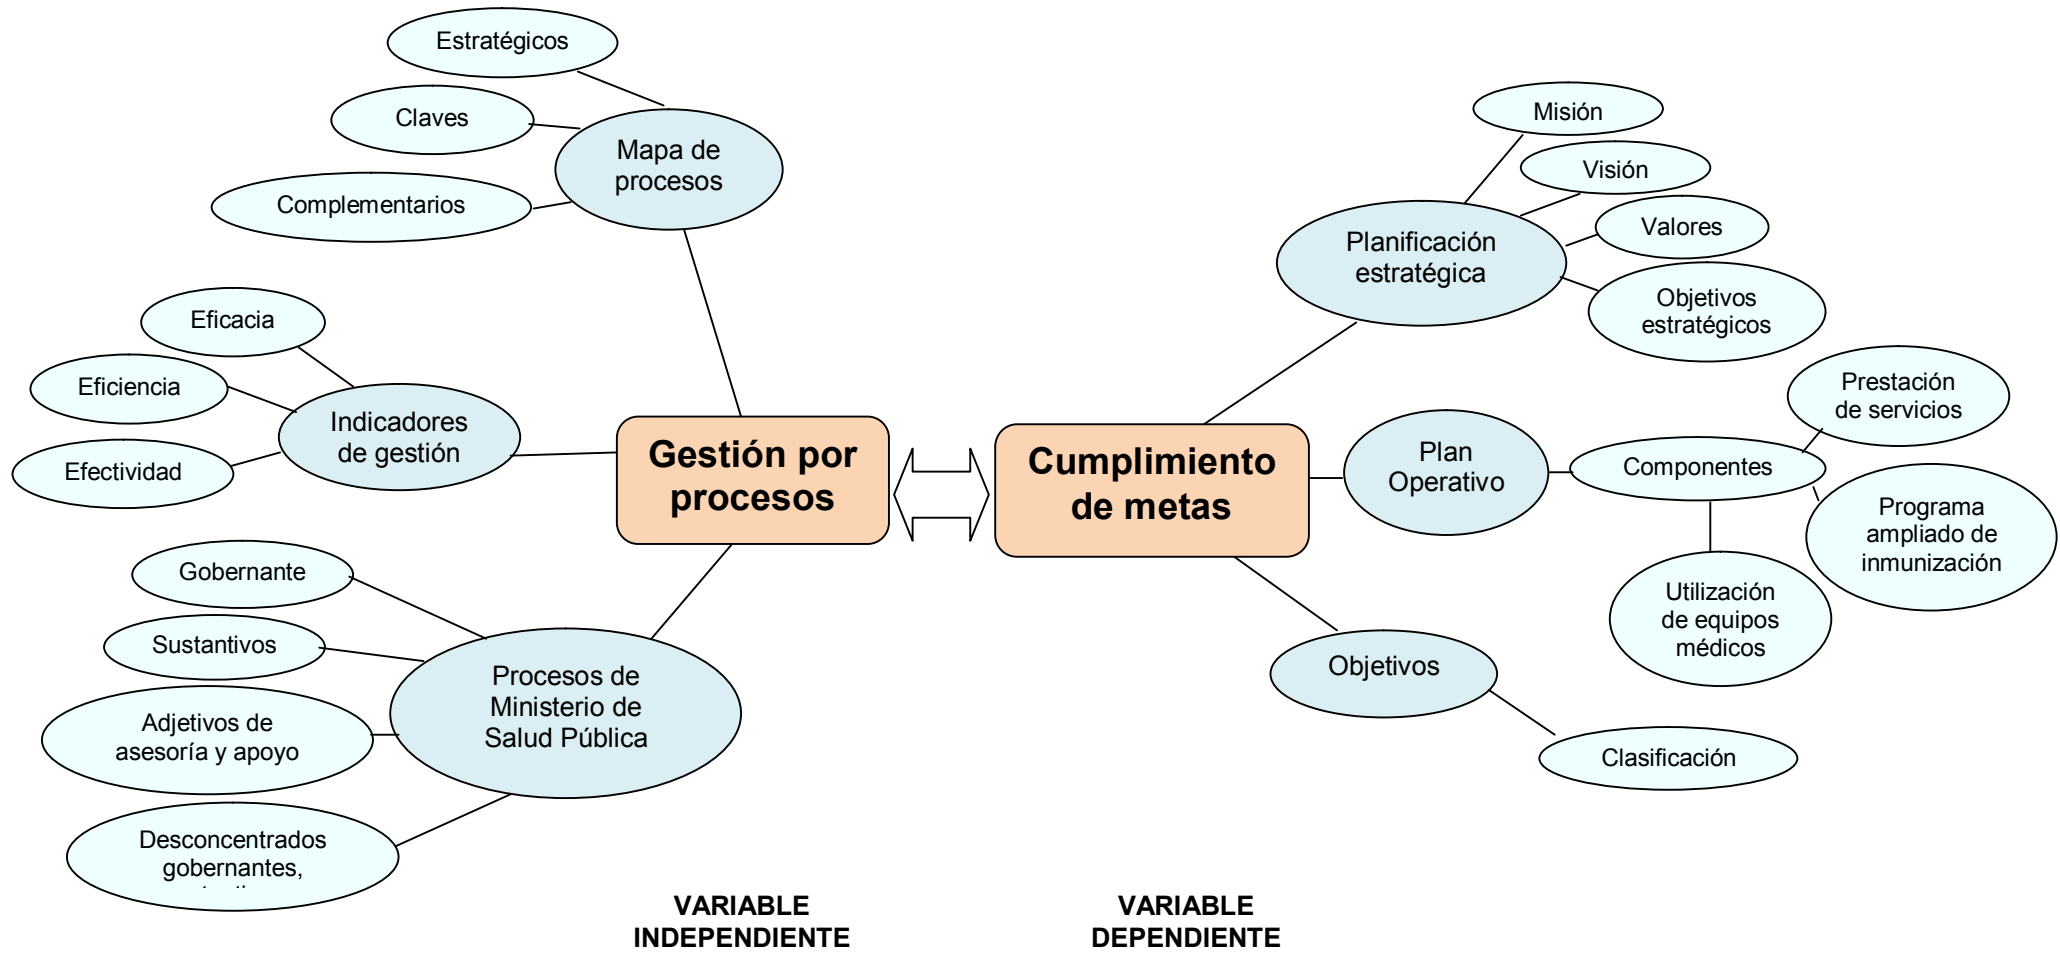 Estratégicos
Claves
Mapa de
procesos
Complementarios
Eficacia
Eficiencia
Indicadores
de gestión
Efectividad
Gestión por
procesos
Gobernante
Sustantivos
Procesos de
Ministerio de
Salud Pública
Adjetivos de
asesoría y apoyo
Desconcentrados
gobernantes,
VARIABLE
INDEPENDIENTE
Misión
Visión
Valores
Planificación
estratégica
Objetivos
estratégicos
Cumplimiento
de metas
Plan
Operativo
Componentes
Prestación
de servicios
Programa
ampliado de
inmunización
Utilización
de equipos
médicos
Objetivos
Clasificación
VARIABLE
DEPENDIENTE